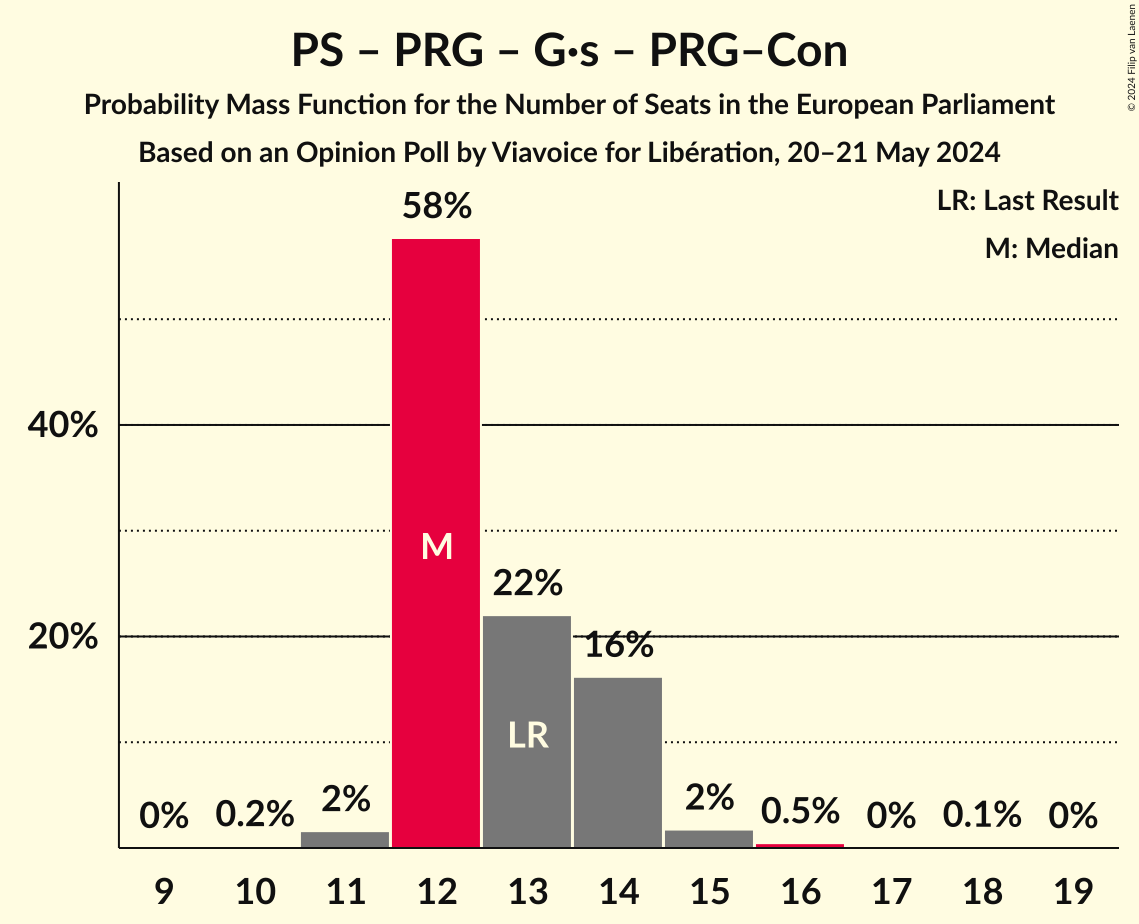 PS – PRG – G·s – PRG–Con
Probability Mass Function for the Number of Seats in the European Parliament
Based on an Opinion Poll by Viavoice for Libération, 20–21 May 2024
© 2024 Filip van Laenen
LR: Last Result
M: Median
58%
40%
M
22%
20%
16%
LR
0%
0.2%
2%
2%
0.5%
0%
0.1%
0%
9 10 11 12 13 14 15 16 17 18 19